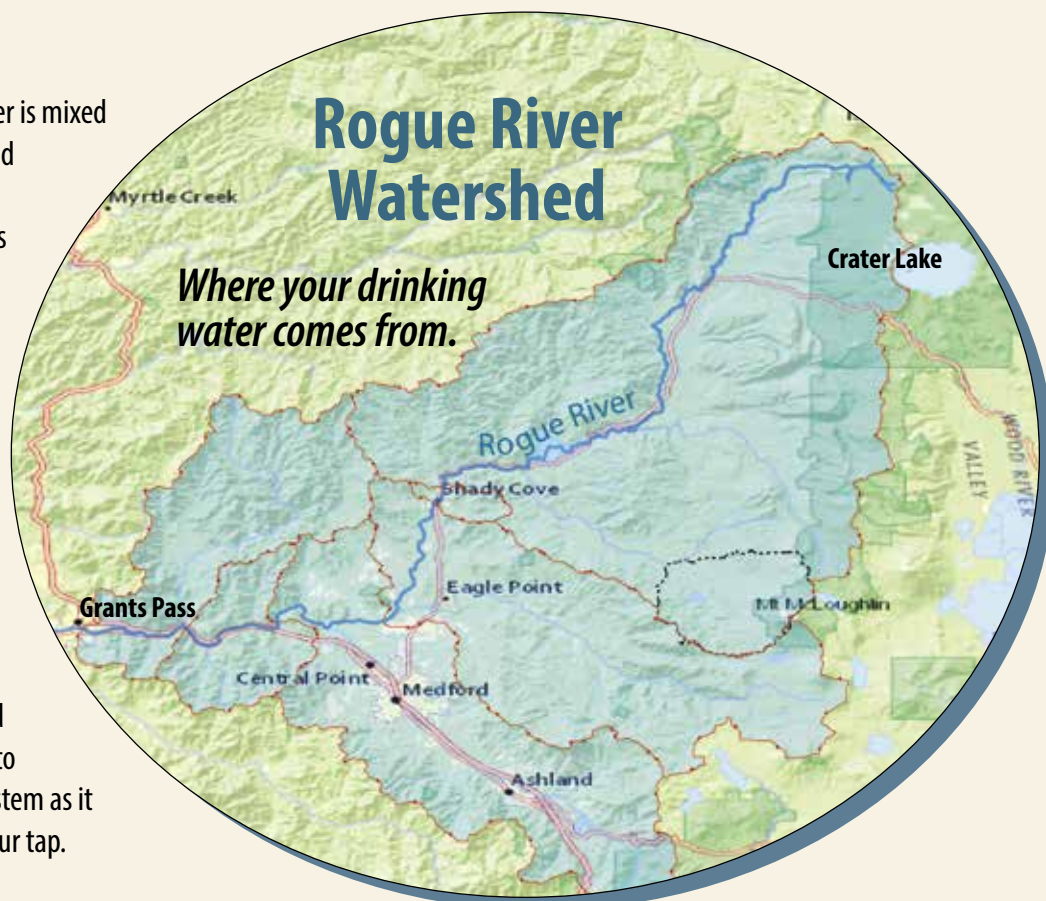 er is mixed
d
s
l
to
stem as it
ur tap.
Rogue River
Watershed
Where your drinking
water comes from.
Myrtle Creek
Crater Lake
Rogue River
Shady Cove
WOOD RIVER
VALLEY
Eagle Point
Mt McLoughlin
Grants Pass
Central Point
Medford
Ashland